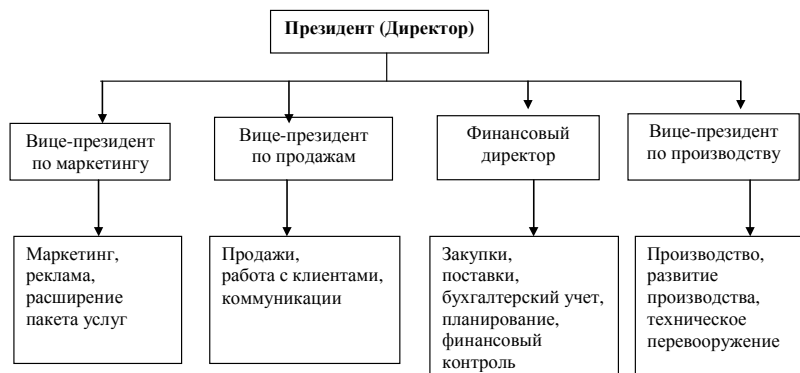 Президент (Директор)
Вице-президент
по маркетингу
Вице-президент
по продажам
Финансовый
директор
Вице-президент
по производству
Маркетинг,
реклама,
расширение
пакета услуг
Продажи,
работа с клиентами,
коммуникации
Закупки,
поставки,
бухгалтерский учет,
планирование,
финансовый
контроль
Производство,
развитие
производства,
техническое
перевооружение